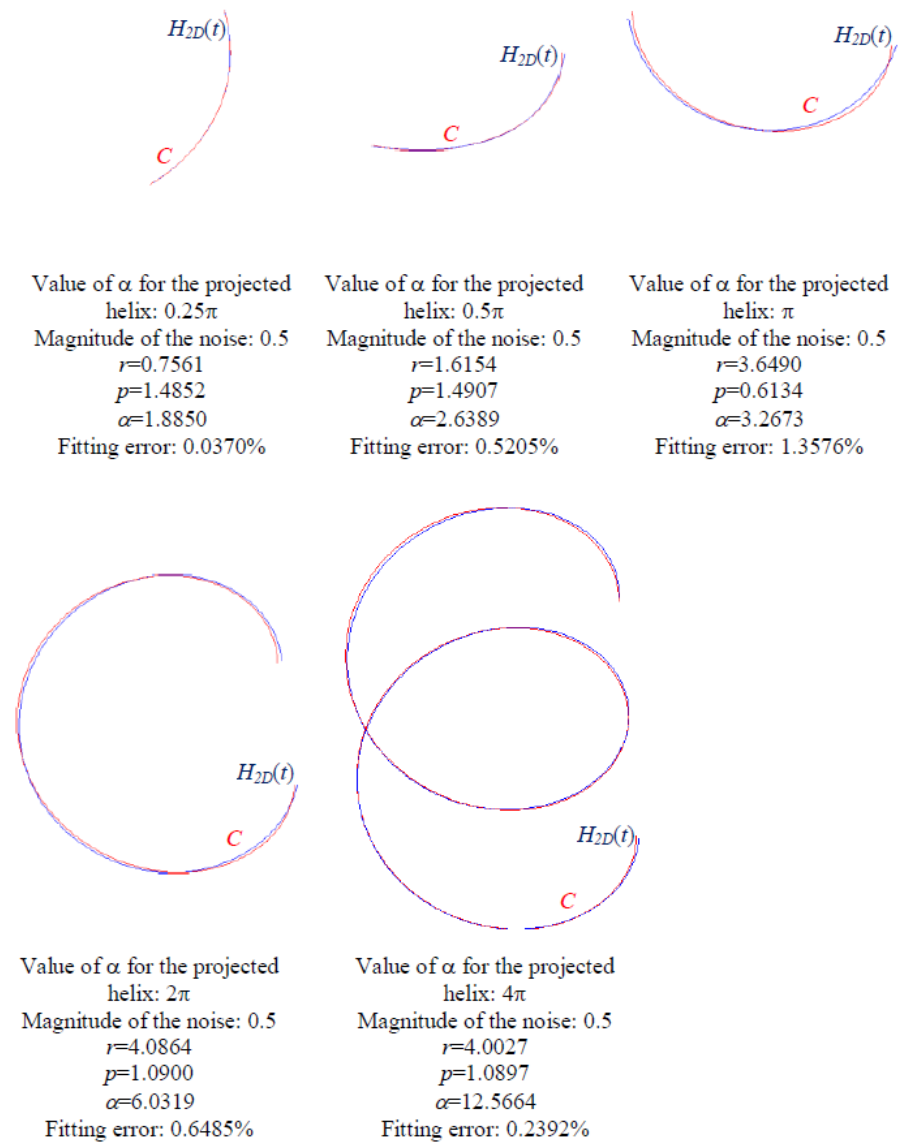 H2D(t)
C
Value of α for the projected
helix: 0.25π
Magnitude of the noise: 0.5
r=0.7561
p=1.4852
α=1.8850
Fitting error: 0.0370%
H2D(t)
C
Value of α for the projected
helix: 0.5π
Magnitude of the noise: 0.5
r=1.6154
p=1.4907
α=2.6389
Fitting error: 0.5205%
H2D(t)
C
Value of α for the projected
helix: π
Magnitude of the noise: 0.5
r=3.6490
p=0.6134
α=3.2673
Fitting error: 1.3576%
H2D(t)
C
Value of α for the projected
helix: 2π
Magnitude of the noise: 0.5
r=4.0864
p=1.0900
α=6.0319
Fitting error: 0.6485%
H2D(t)
C
Value of α for the projected
helix: 4π
Magnitude of the noise: 0.5
r=4.0027
p=1.0897
α=12.5664
Fitting error: 0.2392%